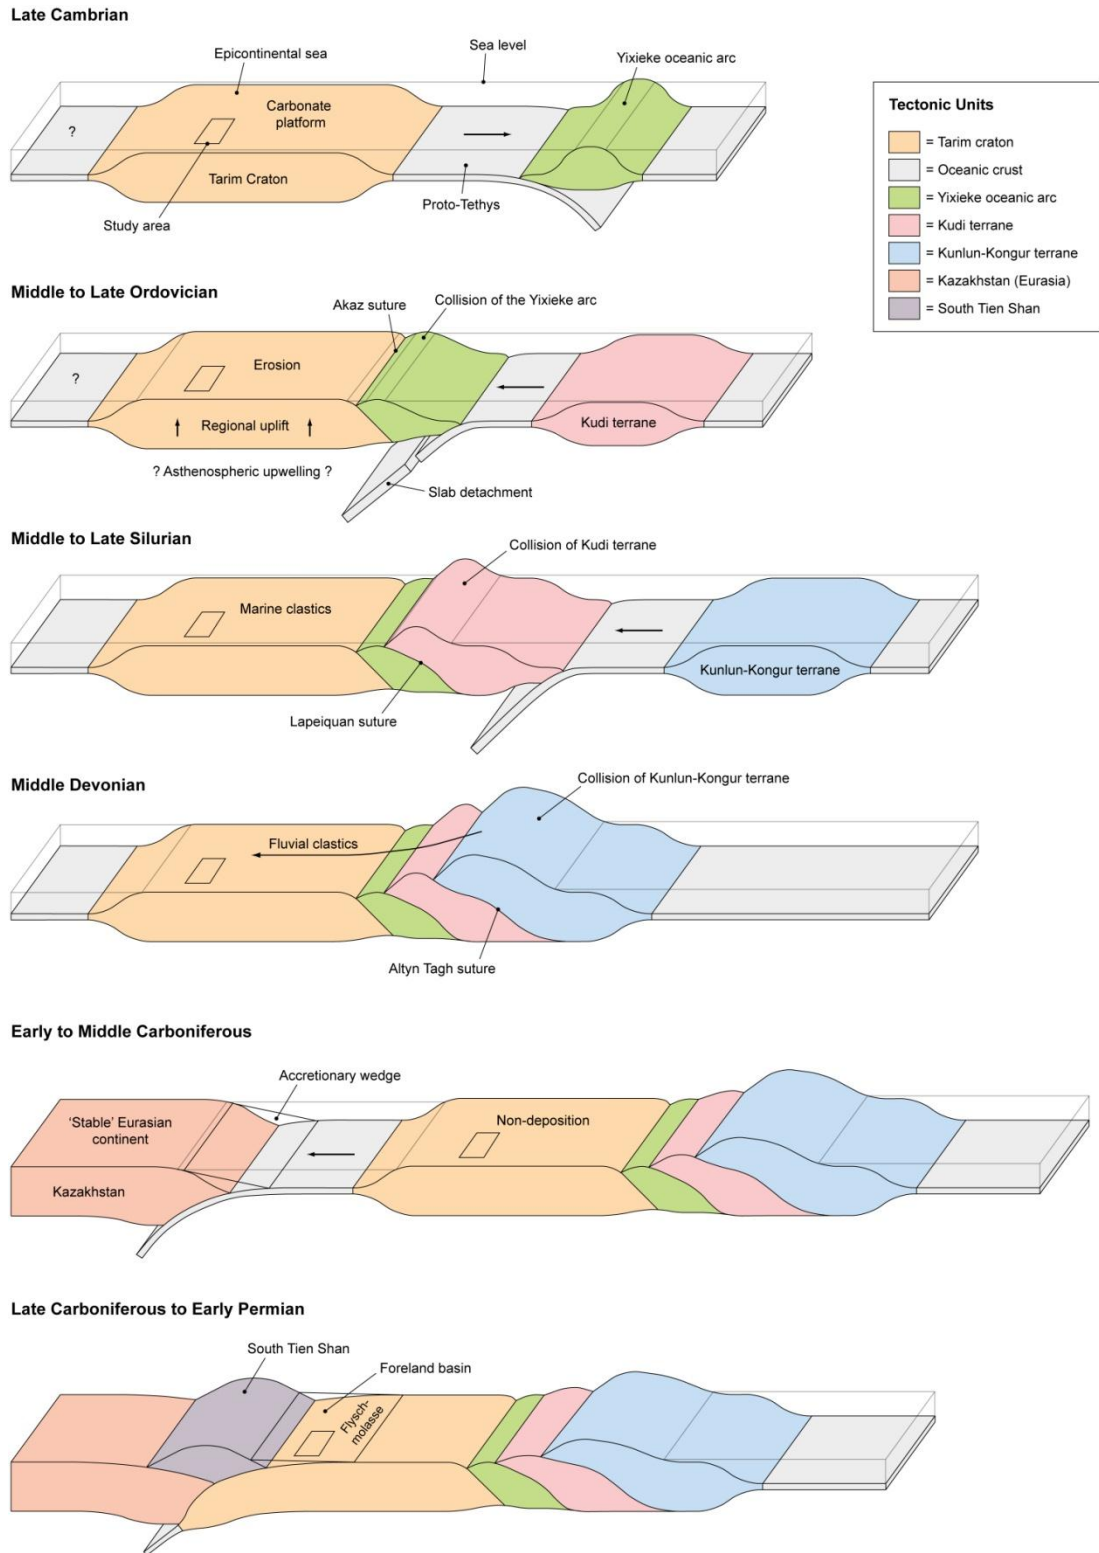 Late Cambrian
Epicontinental sea
Sea level
Yixieke oceanic arc
Carbonate
platform
?
Tarim Craton
Proto-Tethys
Study area
Tectonic Units
= Tarim craton
= Oceanic crust
= Yixieke oceanic arc
= Kudi terrane
= Kunlun-Kongur terrane
= Kazakhstan (Eurasia)
= South Tien Shan
Middle to Late Ordovician
Akaz suture
Collision of the Yixieke arc
?
Erosion
Regional uplift
Kudi terrane
? Asthenospheric upwelling ?
Slab detachment
Middle to Late Silurian
Collision of Kudi terrane
Marine clastics
Kunlun-Kongur terrane
Lapeiquan suture
Middle Devonian
Collision of Kunlun-Kongur terrane
Fluvial clastics
Altyn Tagh suture
Early to Middle Carboniferous
Accretionary wedge
'Stable' Eurasian
continent
Non-deposition
Kazakhstan
Late Carboniferous to Early Permian
South Tien Shan
Foreland basin
Flysch-
molasse